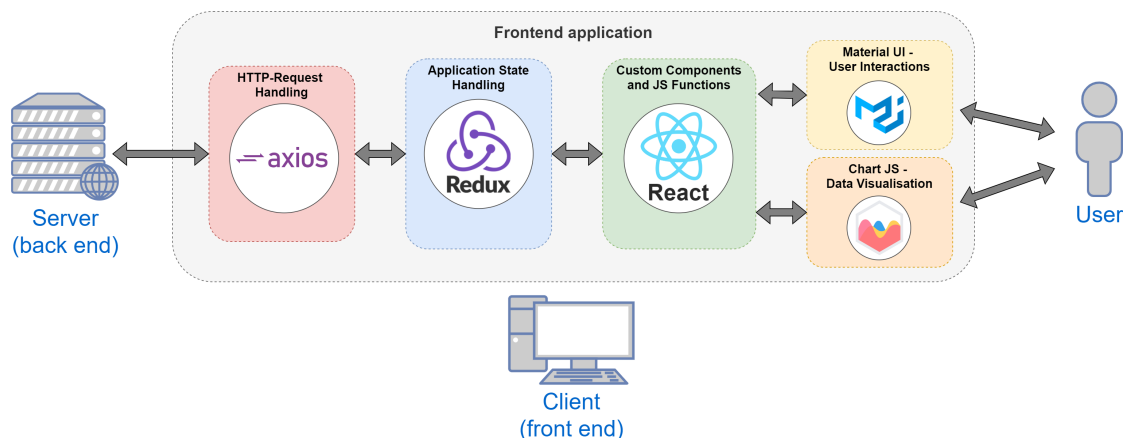 Frontend application
HTTP-Request
Handling
axios
Application State
Handling
Redux
Custom Components
and JS Functions
React
Material UI -
User Interactions
Chart JS -
Data Visualisation
Server
(back end)
User
Client
(front end)